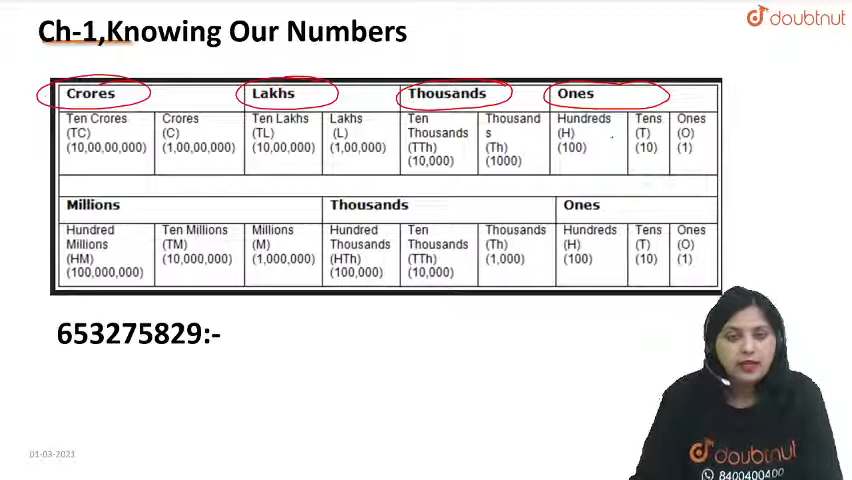 doubtnut
Ch-1,Knowing Our Numbers
Crores Lakhs Thousands Ones
Ten Crores Crores Ten Lakhs Lakhs Ten Thousand Hundreds Tens Ones
(TC) (C) (TL) (L) Thousands s (H) (T) (O)
(10,00,00,000) (1,00,00,000) (10,00,000) (1,00,000) (TTh) (Th) (100) (10) (1)
(10,000) (1000)
Millions Thousands Ones
Hundred Ten Millions Millions Hundred Ten Thousands Hundreds Tens Ones
Millions (TM) (M) Thousands Thousands (Th) (H) (T) (O)
(HM) (10,000,000) (1,000,000) (HTh) (TTh) (1,000) (100) (10) (1)
(100,000,000) (100,000) (10,000)
653275829:-
doubtnut
8400400400
01-03-2021